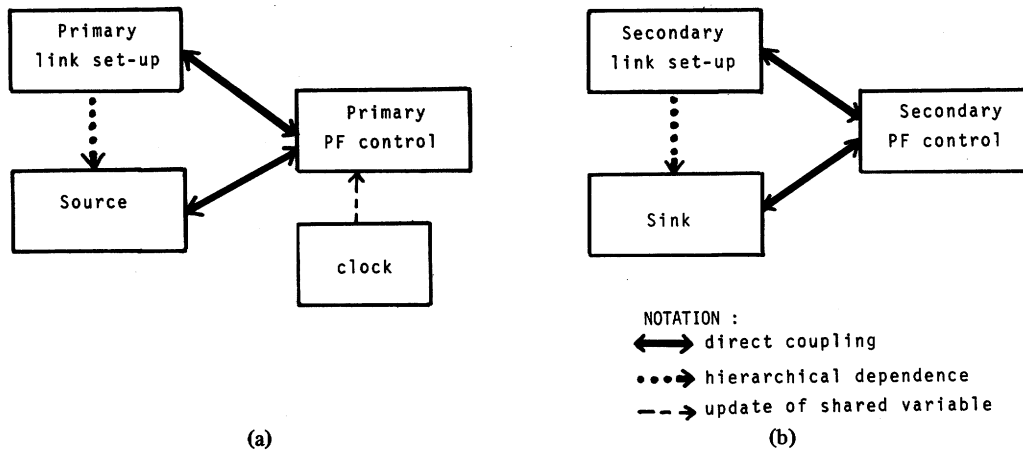 Primary
link set-up
Primary
PF control
Source
clock
(a)
Secondary
link set-up
Secondary
PF control
Sink
NOTATION :
direct coupling
hierarchical dependence
update of shared variable
(b)